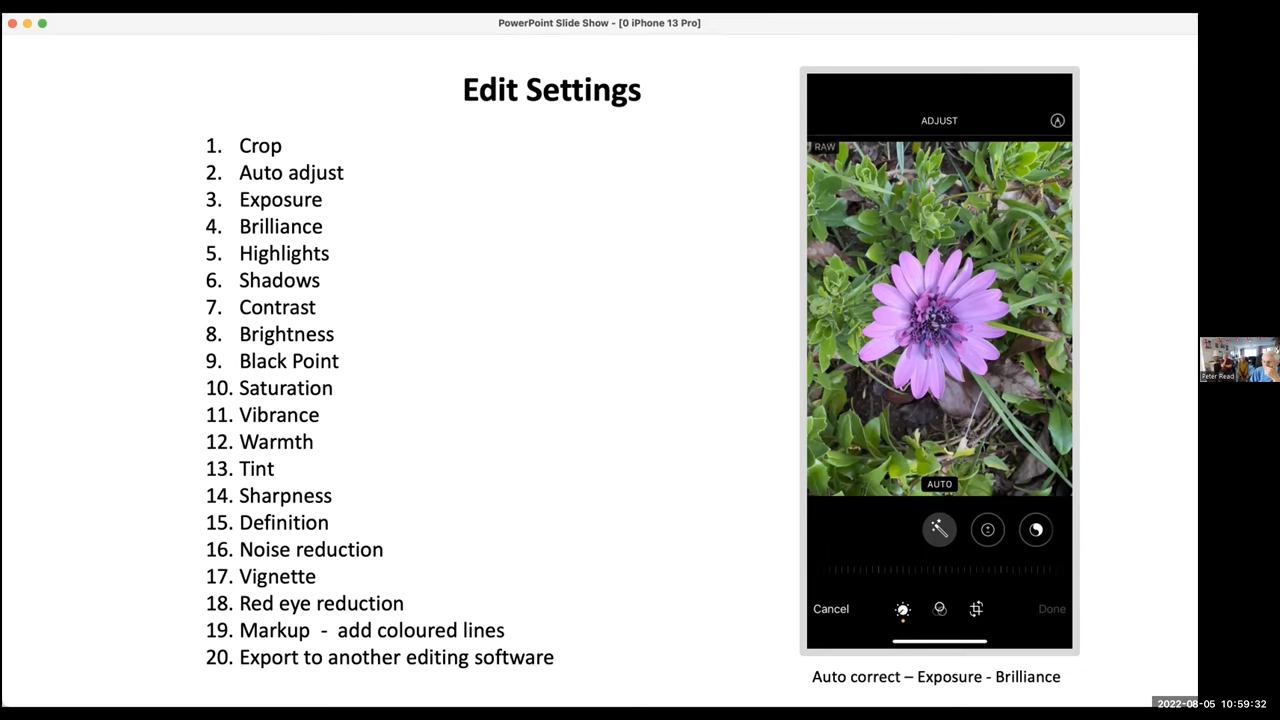 PowerPoint Slide Show - [0 iPhone 13 Pro]
Edit Settings
1. Crop
2. Auto adjust
3. Exposure
4. Brilliance
5. Highlights
6. Shadows
7. Contrast
8. Brightness
9. Black Point
10. Saturation
11. Vibrance
12. Warmth
13. Tint
14. Sharpness
15. Definition
16. Noise reduction
17. Vignette
18. Red eye reduction
19. Markup - add coloured lines
20. Export to another editing software
ADJUST
RAW
AUTO
Cancel
Done
Auto correct – Exposure - Brilliance
Peter Read
2022-08-05 10:59:32